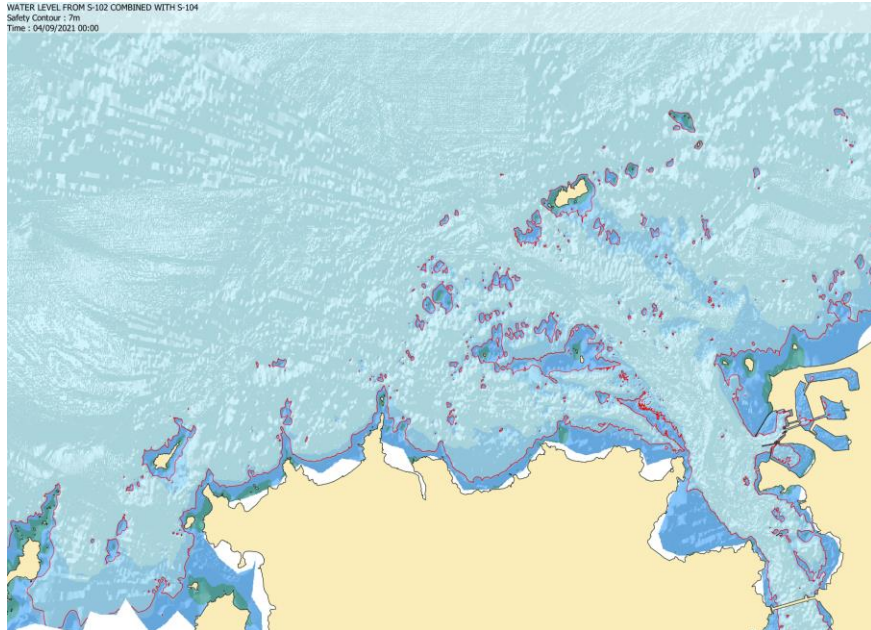 WATER LEVEL FROM S-102 COMBINED WITH S-104
Safety Contour : 7m
Time : 04/09/2021 00:00